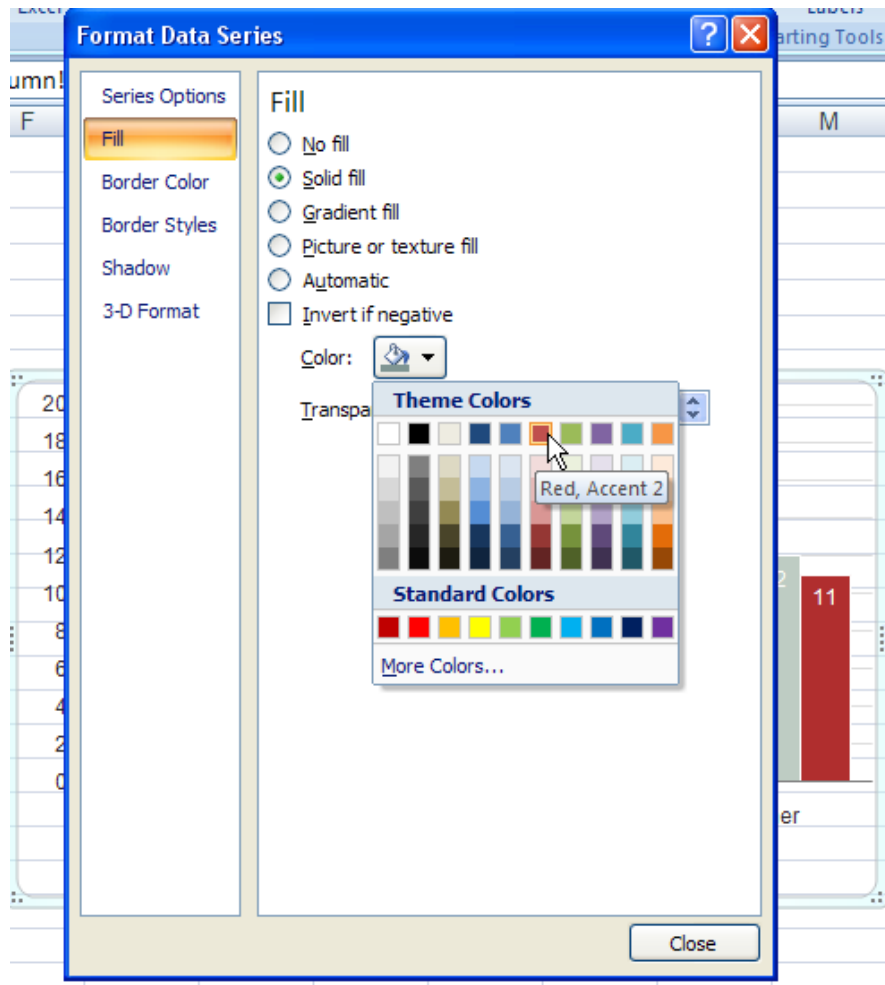 Format Data Series
arting Tools
umn!
F
M
Series Options
Fill
Border Color
Border Styles
Shadow
3-D Format
Fill
No fill
Solid fill
Gradient fill
Picture or texture fill
Automatic
Invert if negative
Color:
Transpa
Theme Colors
Red, Accent 2
Standard Colors
More Colors...
20
18
16
14
12
10
8
6
4
2
0
2
11
er
Close